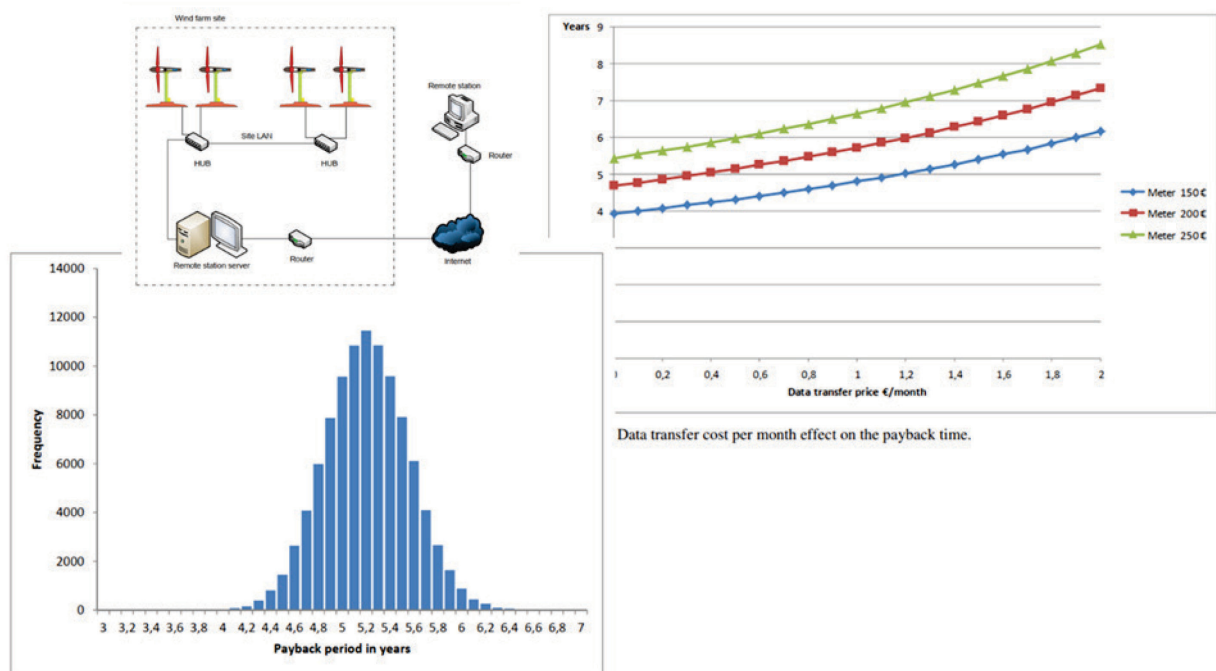 Wind farm site
Site LAN
HUB
HUB
Remote station server
Router
Remote station
Router
Internet
Years
9
8
7
6
5
4
0,2 0,4 0,6 0,8 1 1,2 1,4 1,6 1,8 2
Data transfer price €/month
Meter 150€
Meter 200€
Meter 250€
Data transfer cost per month effect on the payback time.
14000
12000
10000
8000
6000
4000
2000
0
Frequency
3 3,2 3,4 3,6 3,8 4 4,2 4,4 4,6 4,8 5 5,2 5,4 5,6 5,8 6 6,2 6,4 6,6 6,8 7
Payback period in years